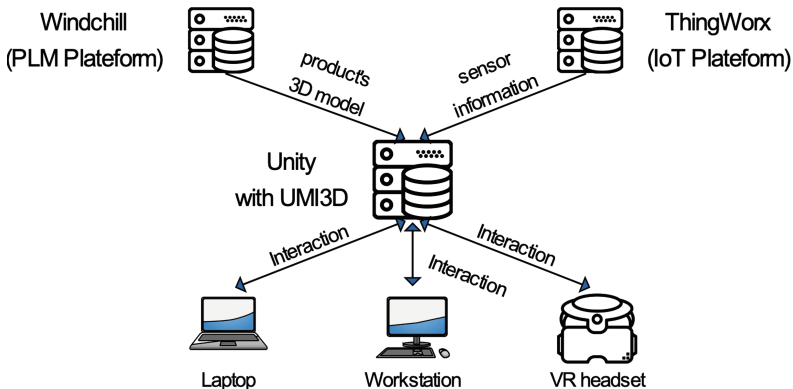 Windchill
(PLM Plateform)
ThingWorx
(IoT Plateform)
product's
3D model
sensor
information
Unity
with UMI3D
Interaction
Interaction
Interaction
Laptop
Workstation
VR headset